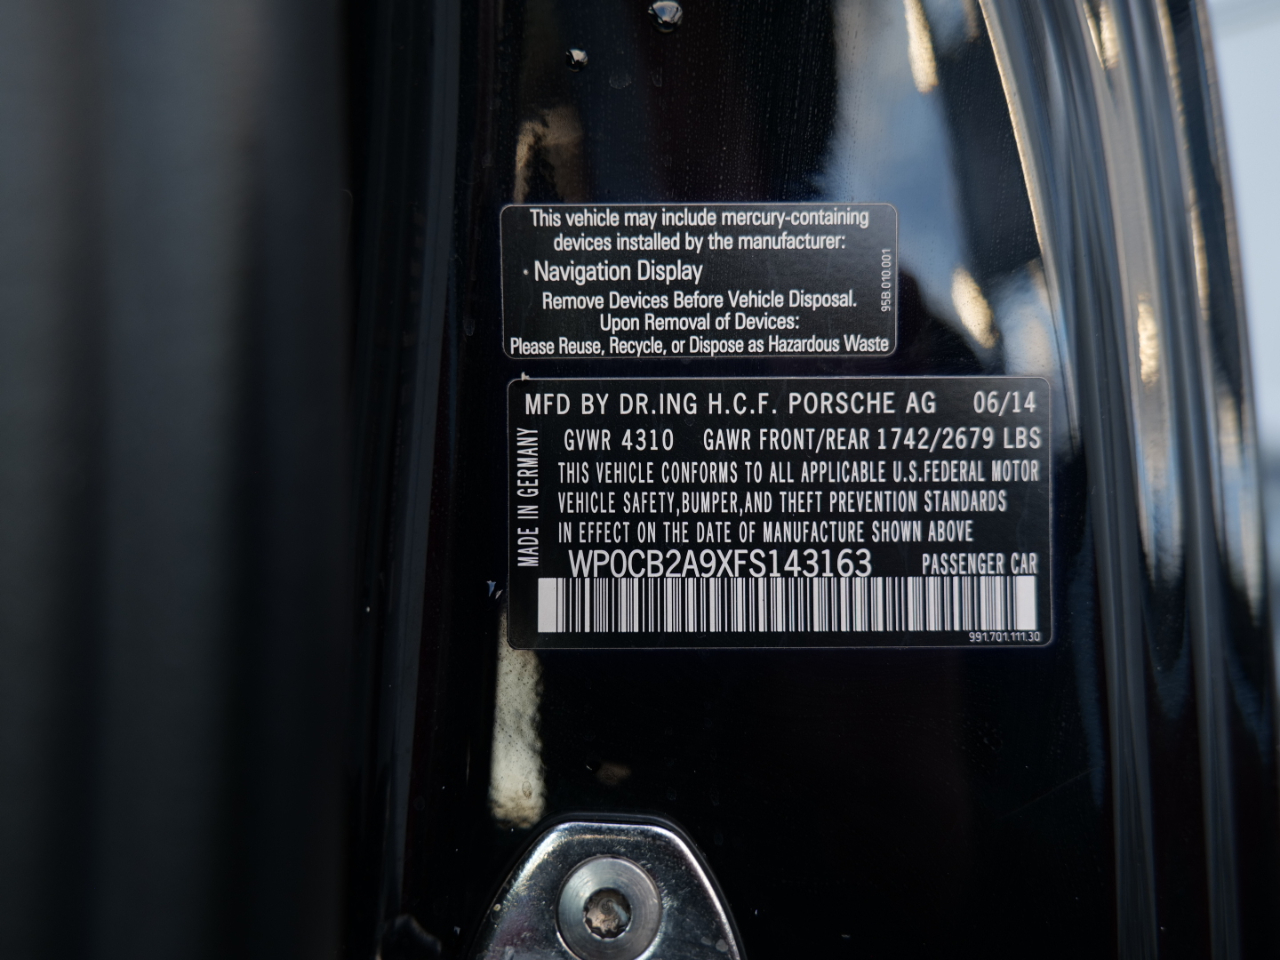 This vehicle may include mercury-containing
devices installed by the manufacturer:
· Navigation Display
Remove Devices Before Vehicle Disposal.
Upon Removal of Devices:
Please Reuse, Recycle, or Dispose as Hazardous Waste
95B.010.001
MFD BY DR.ING H.C.F. PORSCHE AG 06/14
GVWR 4310 GAWR FRONT/REAR 1742/2679 LBS
THIS VEHICLE CONFORMS TO ALL APPLICABLE U.S.FEDERAL MOTOR
VEHICLE SAFETY,BUMPER,AND THEFT PREVENTION STANDARDS
IN EFFECT ON THE DATE OF MANUFACTURE SHOWN ABOVE
MADE IN GERMANY
WP0CB2A9XFS143163 PASSENGER CAR
991.701.111.30